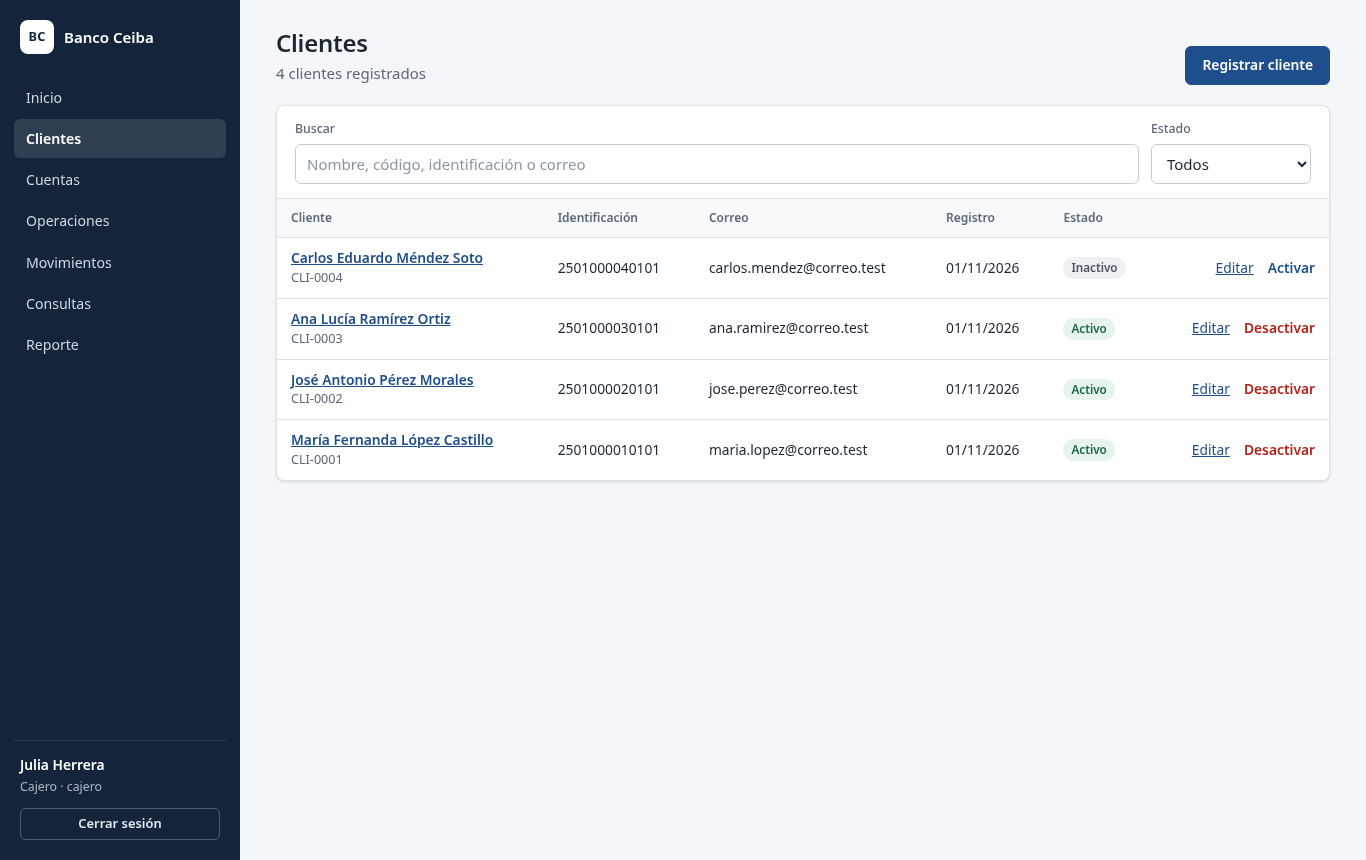 BC
Banco Ceiba
Inicio
Clientes
Cuentas
Operaciones
Movimientos
Consultas
Reporte
Julia Herrera
Cajero · cajero
Cerrar sesión
Clientes
4 clientes registrados
Registrar cliente
Buscar
Estado
Nombre, código, identificación o correo
Todos
Cliente Identificación Correo Registro Estado
Carlos Eduardo Méndez Soto
CLI-0004
2501000040101 carlos.mendez@correo.test 01/11/2026 Inactivo Editar Activar
Ana Lucía Ramírez Ortiz
CLI-0003
2501000030101 ana.ramirez@correo.test 01/11/2026 Activo Editar Desactivar
José Antonio Pérez Morales
CLI-0002
2501000020101 jose.perez@correo.test 01/11/2026 Activo Editar Desactivar
María Fernanda López Castillo
CLI-0001
2501000010101 maria.lopez@correo.test 01/11/2026 Activo Editar Desactivar